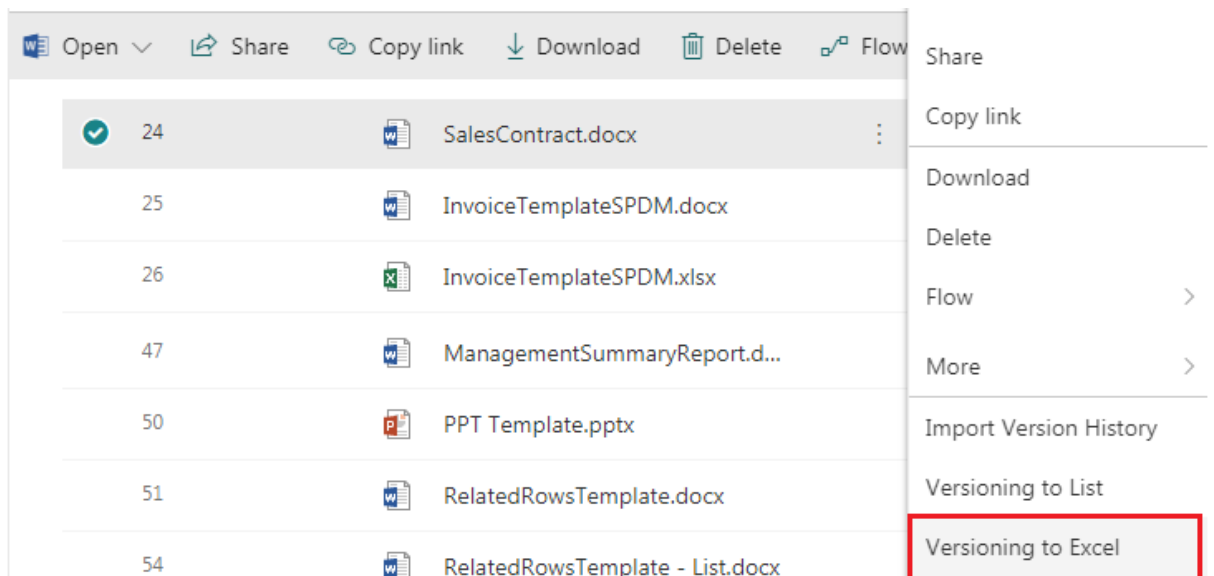 Open Share Copy link Download Delete Flow
24 SalesContract.docx
25 InvoiceTemplateSPDM.docx
26 InvoiceTemplateSPDM.xlsx
47 ManagementSummaryReport.d...
50 PPT Template.pptx
51 RelatedRowsTemplate.docx
54 RelatedRowsTemplate - List.docx
Share
Copy link
Download
Delete
Flow
More
Import Version History
Versioning to List
Versioning to Excel